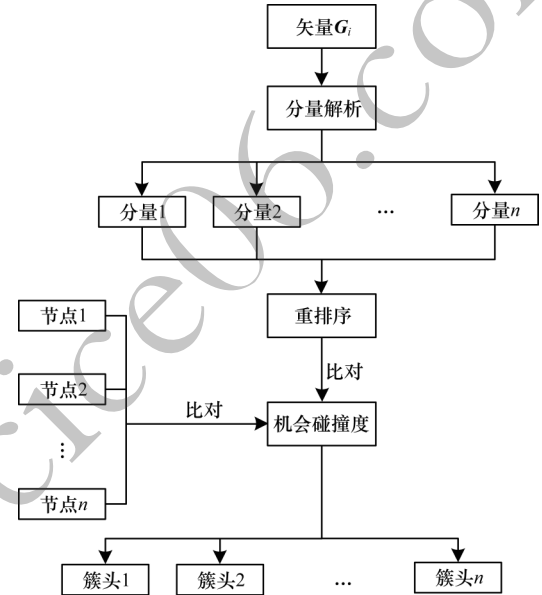 矢量Gi
分量解析
分量1
分量2
...
分量n
重排序
比对
节点1
节点2
⋮
节点n
比对
机会碰撞度
簇头1
簇头2
...
簇头n
cice06.co